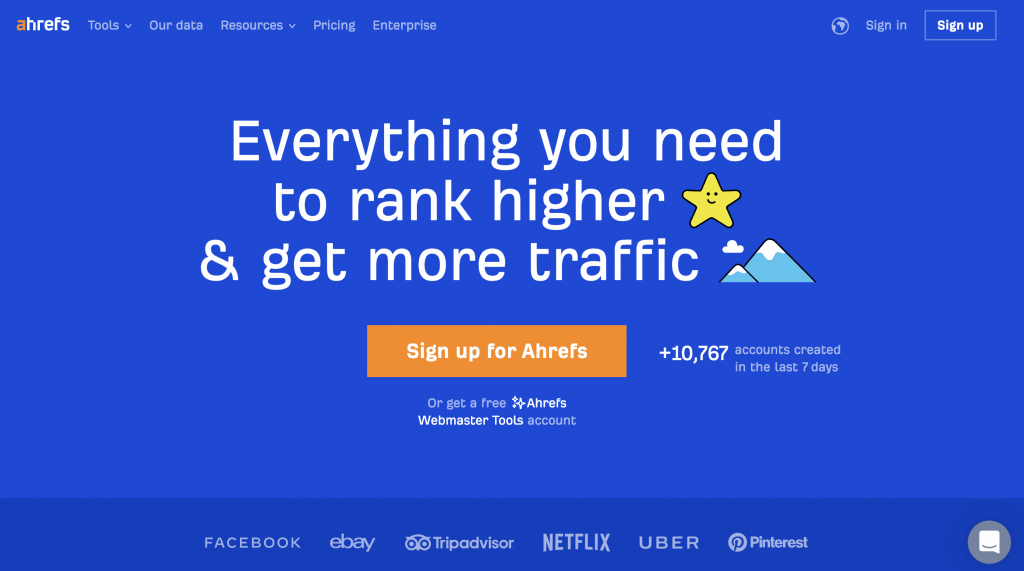 ahrefs Tools Our data Resources Pricing Enterprise Sign in Sign up
Everything you need
to rank higher
& get more traffic
Sign up for Ahrefs
+10,767 accounts created
in the last 7 days
Or get a free Ahrefs
Webmaster Tools account
FACEBOOK ebay Tripadvisor NETFLIX UBER Pinterest